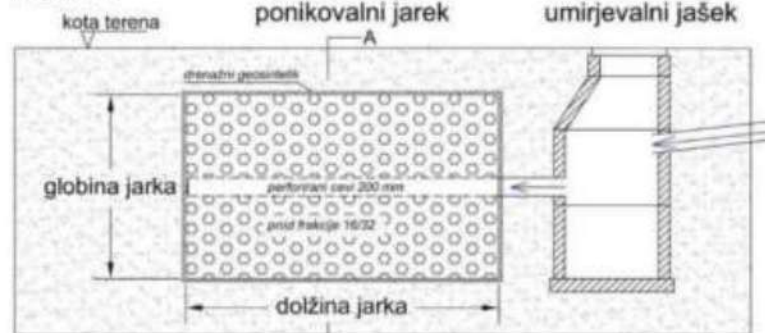 ponikovalni jarek
umirjevalni jašek
kota terena
A
drenažni geosintetik
globina jarka
perforirani cevi 200 mm
prod frakcije 16/32
dolžina jarka